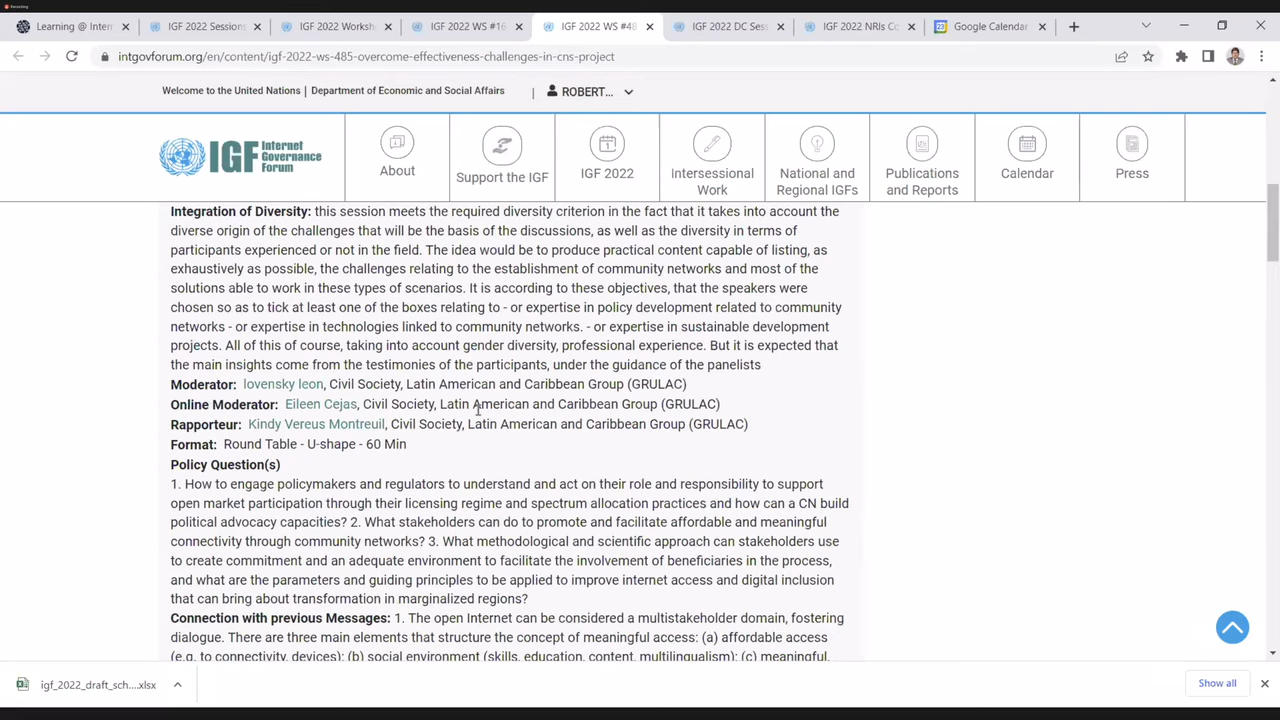 Recording
Learning @ Intern
IGF 2022 Sessions
IGF 2022 Worksh
IGF 2022 WS #16
IGF 2022 WS #48
IGF 2022 DC Sess
IGF 2022 NRIs Co
Google Calendar
intgovforum.org/en/content/igf-2022-ws-485-overcome-effectiveness-challenges-in-cns-project
Welcome to the United Nations | Department of Economic and Social Affairs
ROBERT...
IGF Internet Governance Forum
About
Support the IGF
IGF 2022
Intersessional Work
National and Regional IGFs
Publications and Reports
Calendar
Press
Integration of Diversity: this session meets the required diversity criterion in the fact that it takes into account the
diverse origin of the challenges that will be the basis of the discussions, as well as the diversity in terms of
participants experienced or not in the field. The idea would be to produce practical content capable of listing, as
exhaustively as possible, the challenges relating to the establishment of community networks and most of the
solutions able to work in these types of scenarios. It is according to these objectives, that the speakers were
chosen so as to tick at least one of the boxes relating to - or expertise in policy development related to community
networks - or expertise in technologies linked to community networks. - or expertise in sustainable development
projects. All of this of course, taking into account gender diversity, professional experience. But it is expected that
the main insights come from the testimonies of the participants, under the guidance of the panelists
Moderator: lovensky leon, Civil Society, Latin American and Caribbean Group (GRULAC)
Online Moderator: Eileen Cejas, Civil Society, Latin American and Caribbean Group (GRULAC)
Rapporteur: Kindy Vereus Montreuil, Civil Society, Latin American and Caribbean Group (GRULAC)
Format: Round Table - U-shape - 60 Min
Policy Question(s)
1. How to engage policymakers and regulators to understand and act on their role and responsibility to support
open market participation through their licensing regime and spectrum allocation practices and how can a CN build
political advocacy capacities? 2. What stakeholders can do to promote and facilitate affordable and meaningful
connectivity through community networks? 3. What methodological and scientific approach can stakeholders use
to create commitment and an adequate environment to facilitate the involvement of beneficiaries in the process,
and what are the parameters and guiding principles to be applied to improve internet access and digital inclusion
that can bring about transformation in marginalized regions?
Connection with previous Messages: 1. The open Internet can be considered a multistakeholder domain, fostering
dialogue. There are three main elements that structure the concept of meaningful access: (a) affordable access
(e.g. to connectivity, devices); (b) social environment (skills, education, content, multilingualism); (c) meaningful,
igf_2022_draft_sch....xlsx
Show all